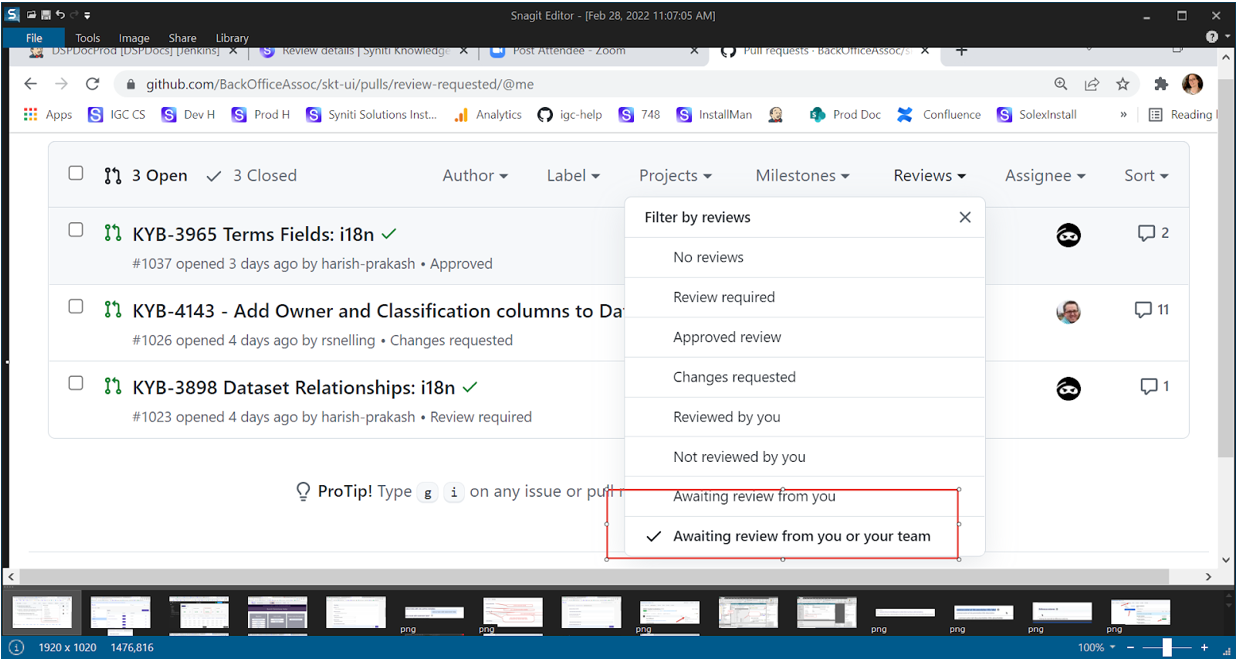 Snagit Editor - [Feb 28, 2022 11:07:05 AM]
File Tools Image Share Library
DSPDocProd [DSPDocs] [Jenkins] Review details | Syniti Knowledge Post Attendee - Zoom Pull requests · BackOfficeAssoc/s
github.com/BackOfficeAssoc/skt-ui/pulls/review-requested/@me
Apps IGC CS Dev H Prod H Syniti Solutions Inst... Analytics igc-help 748 InstallMan Prod Doc Confluence SolexInstall » Reading
3 Open 3 Closed Author Label Projects Milestones Reviews Assignee Sort
Filter by reviews
KYB-3965 Terms Fields: i18n 2
#1037 opened 3 days ago by harish-prakash • Approved
No reviews
Review required
KYB-4143 - Add Owner and Classification columns to Da 11
#1026 opened 4 days ago by rsnelling • Changes requested
Approved review
Changes requested
KYB-3898 Dataset Relationships: i18n 1
#1023 opened 4 days ago by harish-prakash • Review required
Reviewed by you
Not reviewed by you
ProTip! Type g i on any issue or pull
Awaiting review from you
Awaiting review from you or your team
png png png png png png png
1920 x 1020 1476,816 100%